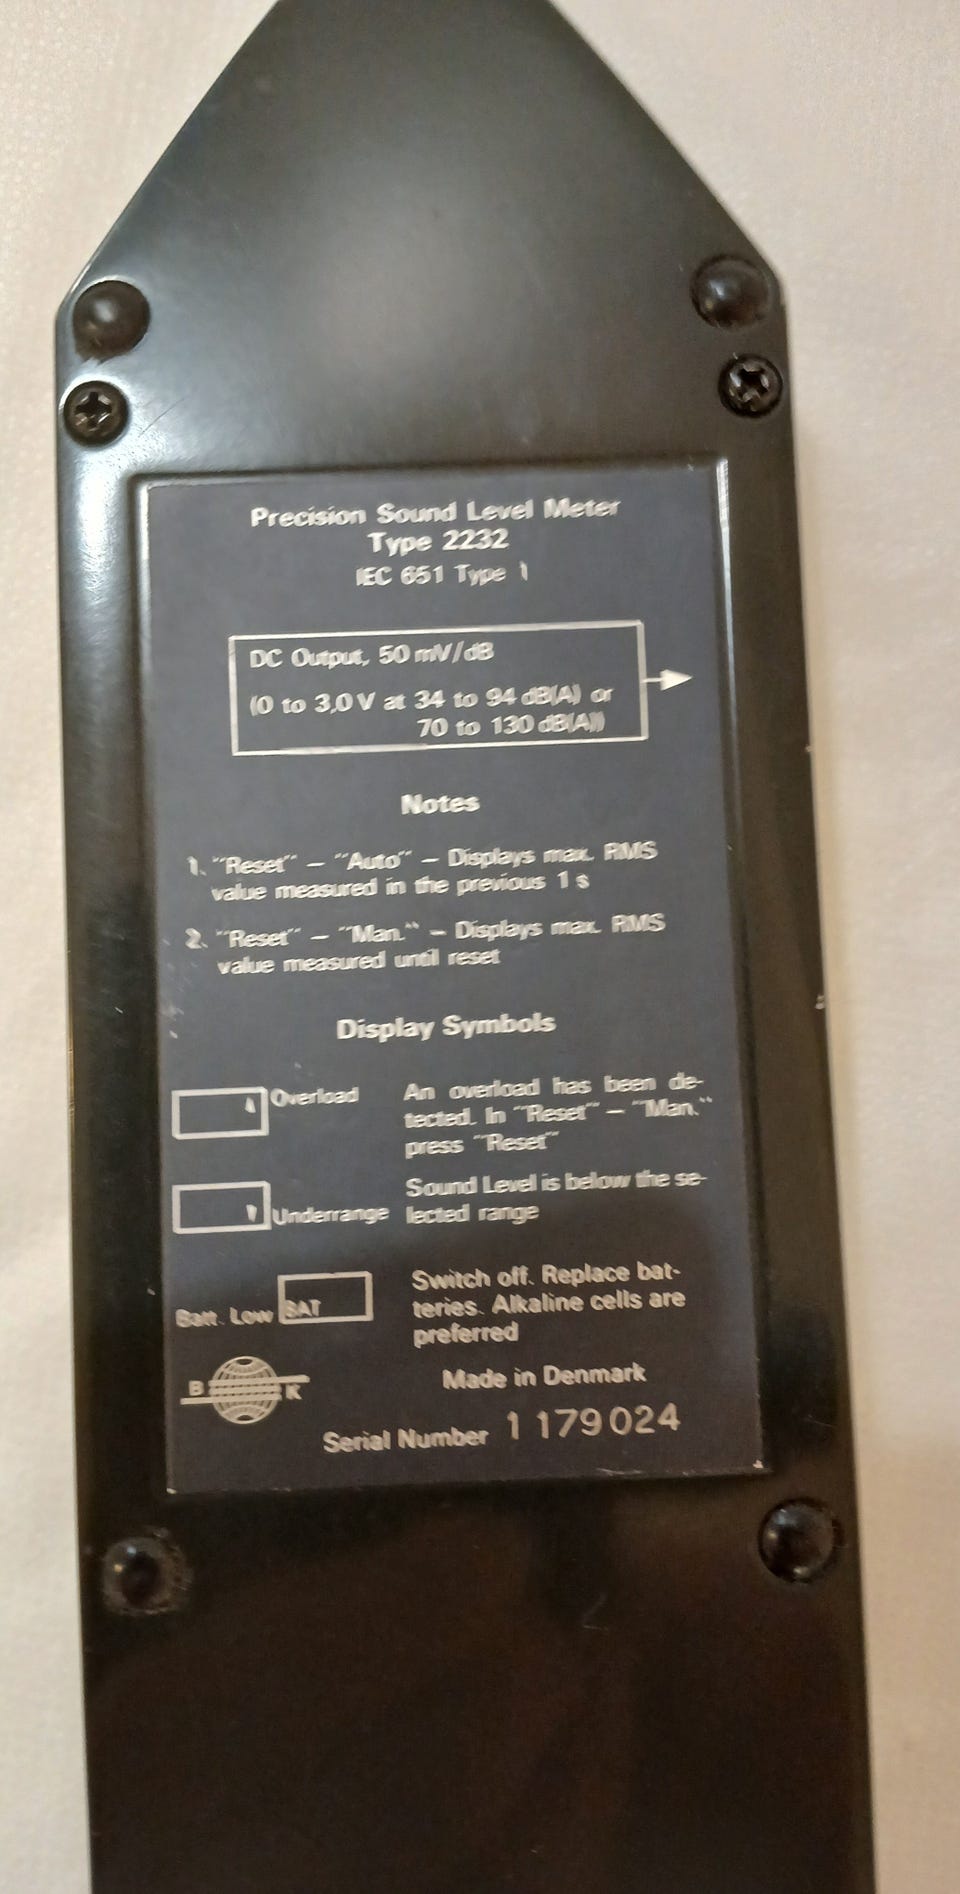 Precision Sound Level Meter
Type 2232
IEC 651 Type 1
DC Output, 50 mV/dB
(0 to 3,0 V at 34 to 94 dB(A) or
70 to 130 dB(A))
Notes
1. "Reset" – "Auto" – Displays max. RMS
value measured in the previous 1 s
2. "Reset" – "Man." – Displays max. RMS
value measured until reset
Display Symbols
Overload An overload has been de-
tected. In "Reset" – "Man."
press "Reset"
Sound Level is below the se-
Underrange lected range
Switch off. Replace bat-
Batt. Low BAT teries. Alkaline cells are
preferred
B K Made in Denmark
Serial Number 1 179024